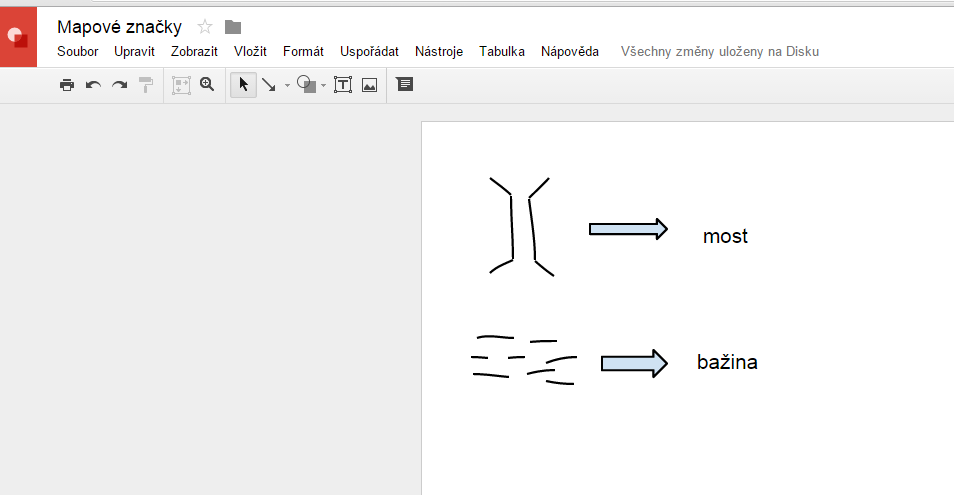 Mapové značky
Soubor Upravit Zobrazit Vložit Formát Uspořádat Nástroje Tabulka Nápověda Všechny změny uloženy na Disku
T
most
bažina